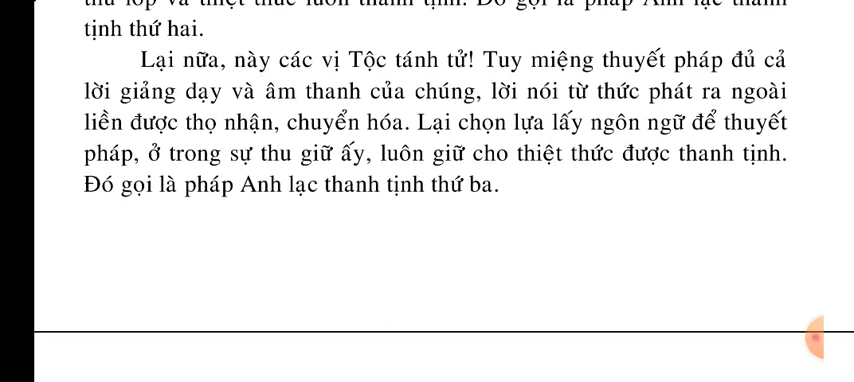 tịnh thứ hai.
Lại nữa, này các vị Tộc tánh tử! Tuy miệng thuyết pháp đủ cả
lời giảng dạy và âm thanh của chúng, lời nói từ thức phát ra ngoài
liền được thọ nhận, chuyển hóa. Lại chọn lựa lấy ngôn ngữ để thuyết
pháp, ở trong sự thu giữ ấy, luôn giữ cho thiệt thức được thanh tịnh.
Đó gọi là pháp Anh lạc thanh tịnh thứ ba.